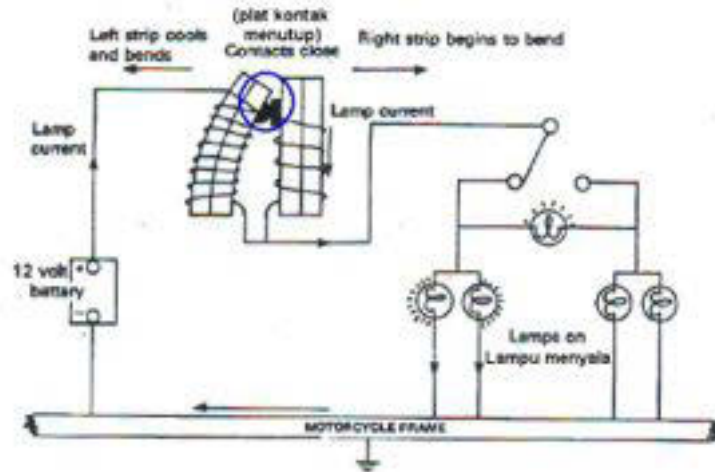 (plat kontak
menutup)
Contacts close
Left strip cools
and bends
Right strip begins to bend
Lamp current
Lamp
current
12 volt
battary
+
−
Lamps on
Lampu menyala
MOTORCYCLE FRAME